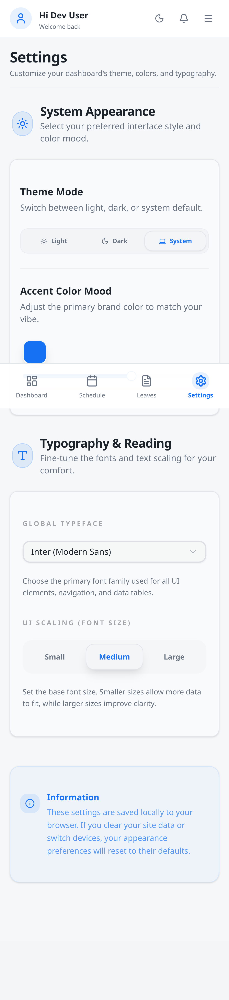 Hi Dev User
Welcome back
Settings
Customize your dashboard's theme, colors, and typography.
System Appearance
Select your preferred interface style and
color mood.
Theme Mode
Switch between light, dark, or system default.
Light
Dark
System
Accent Color Mood
Adjust the primary brand color to match your
vibe.
Dashboard
Schedule
Leaves
Settings
Typography & Reading
Fine-tune the fonts and text scaling for your
comfort.
GLOBAL TYPEFACE
Inter (Modern Sans)
Choose the primary font family used for all UI
elements, navigation, and data tables.
UI SCALING (FONT SIZE)
Small
Medium
Large
Set the base font size. Smaller sizes allow more data
to fit, while larger sizes improve clarity.
Information
These settings are saved locally to your
browser. If you clear your site data or
switch devices, your appearance
preferences will reset to their defaults.